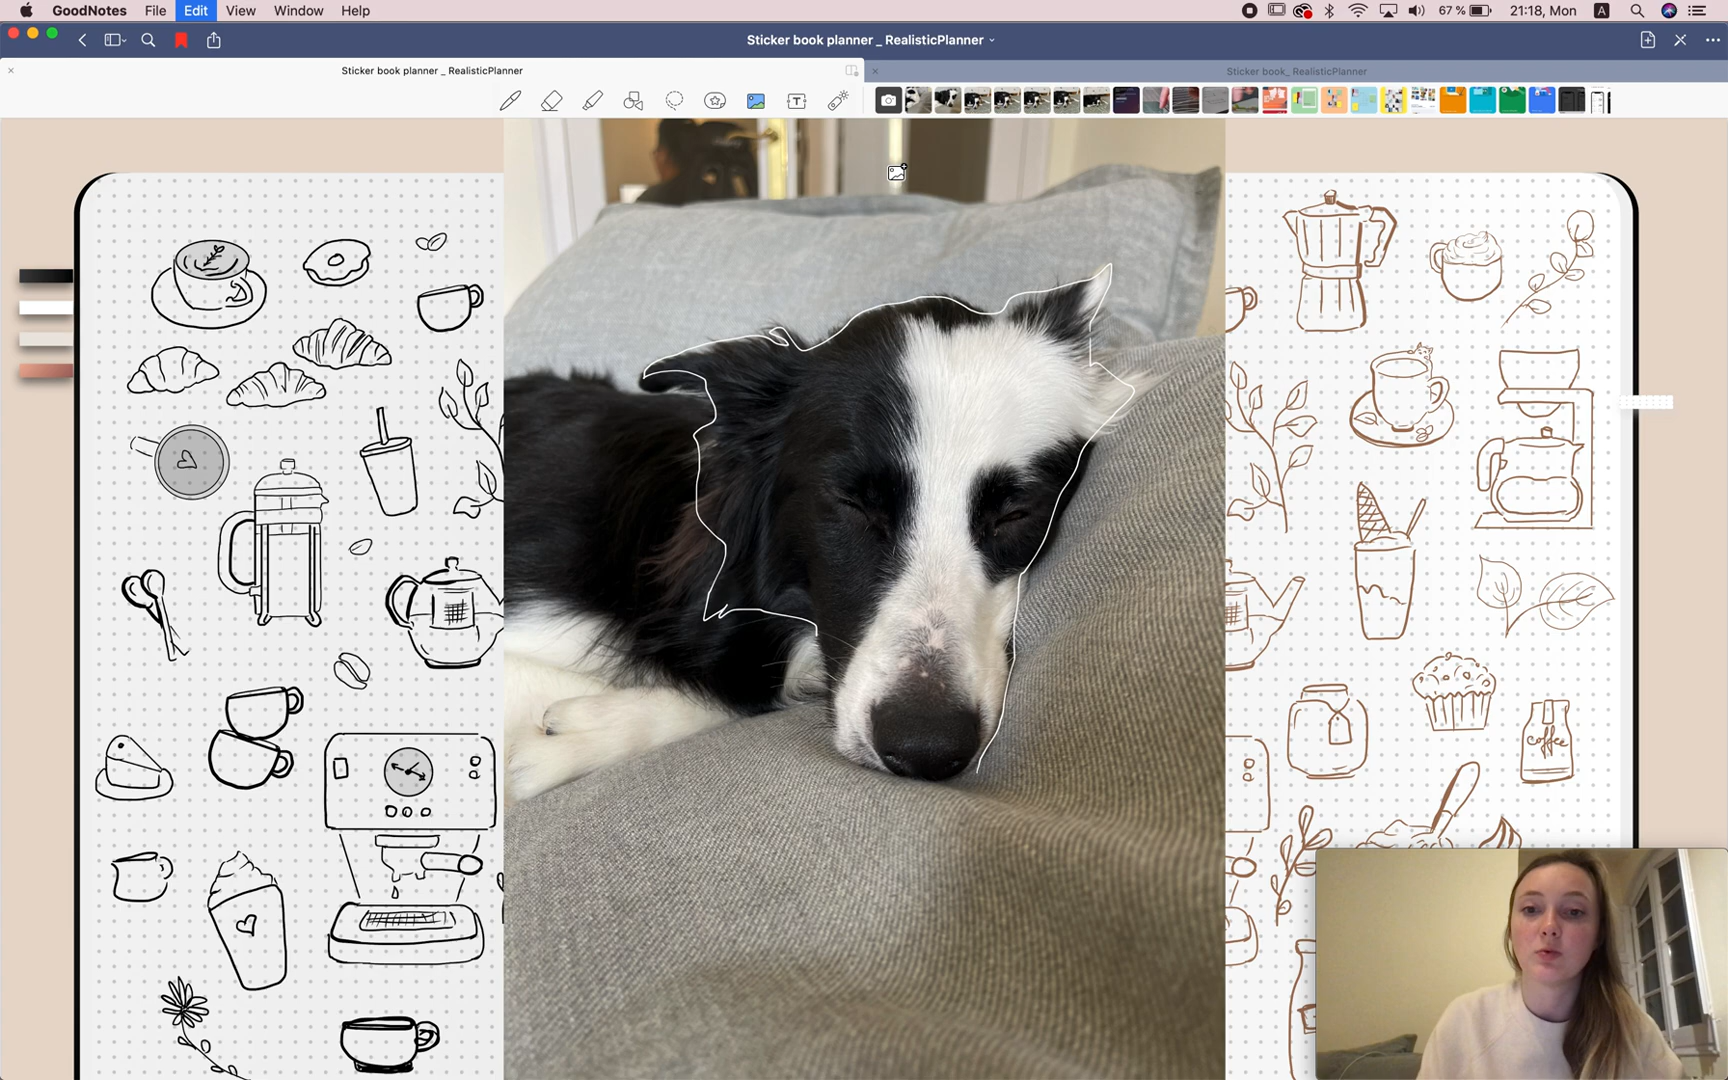 GoodNotes File Edit View Window Help 67 % 21:18, Mon A
Sticker book planner _ RealisticPlanner
Sticker book planner _ RealisticPlanner
Sticker book_ RealisticPlanner
T
coffee